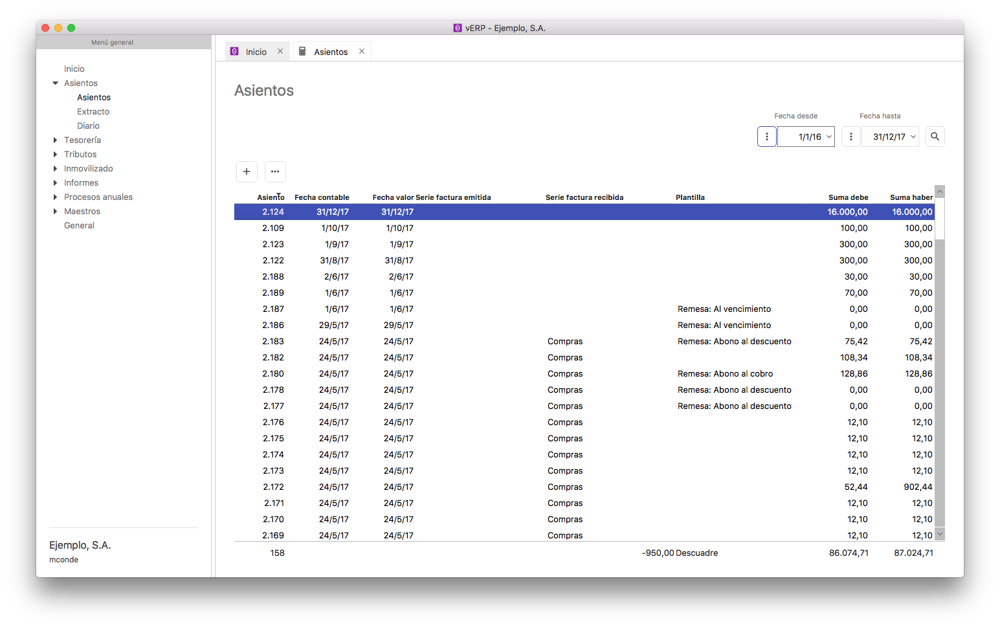 vERP - Ejemplo, S.A.
Menú general
Inicio
Asientos
Asientos
Extracto
Diario
Tesorería
Tributos
Inmovilizado
Informes
Procesos anuales
Maestros
General
Ejemplo, S.A.
mconde
Inicio Asientos
Asientos
Fecha desde Fecha hasta
1/1/16 31/12/17
Asiento Fecha contable Fecha valor Serie factura emitida Serie factura recibida Plantilla Suma debe Suma haber
2.124 31/12/17 31/12/17 16.000,00 16.000,00
2.109 1/10/17 1/10/17 100,00 100,00
2.123 1/9/17 1/9/17 300,00 300,00
2.122 31/8/17 31/8/17 300,00 300,00
2.188 2/6/17 2/6/17 30,00 30,00
2.189 1/6/17 1/6/17 70,00 70,00
2.187 1/6/17 1/6/17 Remesa: Al vencimiento 0,00 0,00
2.186 29/5/17 29/5/17 Remesa: Al vencimiento 0,00 0,00
2.183 24/5/17 24/5/17 Compras Remesa: Abono al descuento 75,42 75,42
2.182 24/5/17 24/5/17 Compras 108,34 108,34
2.180 24/5/17 24/5/17 Compras Remesa: Abono al cobro 128,86 128,86
2.178 24/5/17 24/5/17 Compras Remesa: Abono al descuento 0,00 0,00
2.177 24/5/17 24/5/17 Compras Remesa: Abono al descuento 0,00 0,00
2.176 24/5/17 24/5/17 Compras 12,10 12,10
2.175 24/5/17 24/5/17 Compras 12,10 12,10
2.174 24/5/17 24/5/17 Compras 12,10 12,10
2.173 24/5/17 24/5/17 Compras 12,10 12,10
2.172 24/5/17 24/5/17 Compras 52,44 902,44
2.171 24/5/17 24/5/17 Compras 12,10 12,10
2.170 24/5/17 24/5/17 Compras 12,10 12,10
2.169 24/5/17 24/5/17 Compras 12,10 12,10
158 -950,00 Descuadre 86.074,71 87.024,71